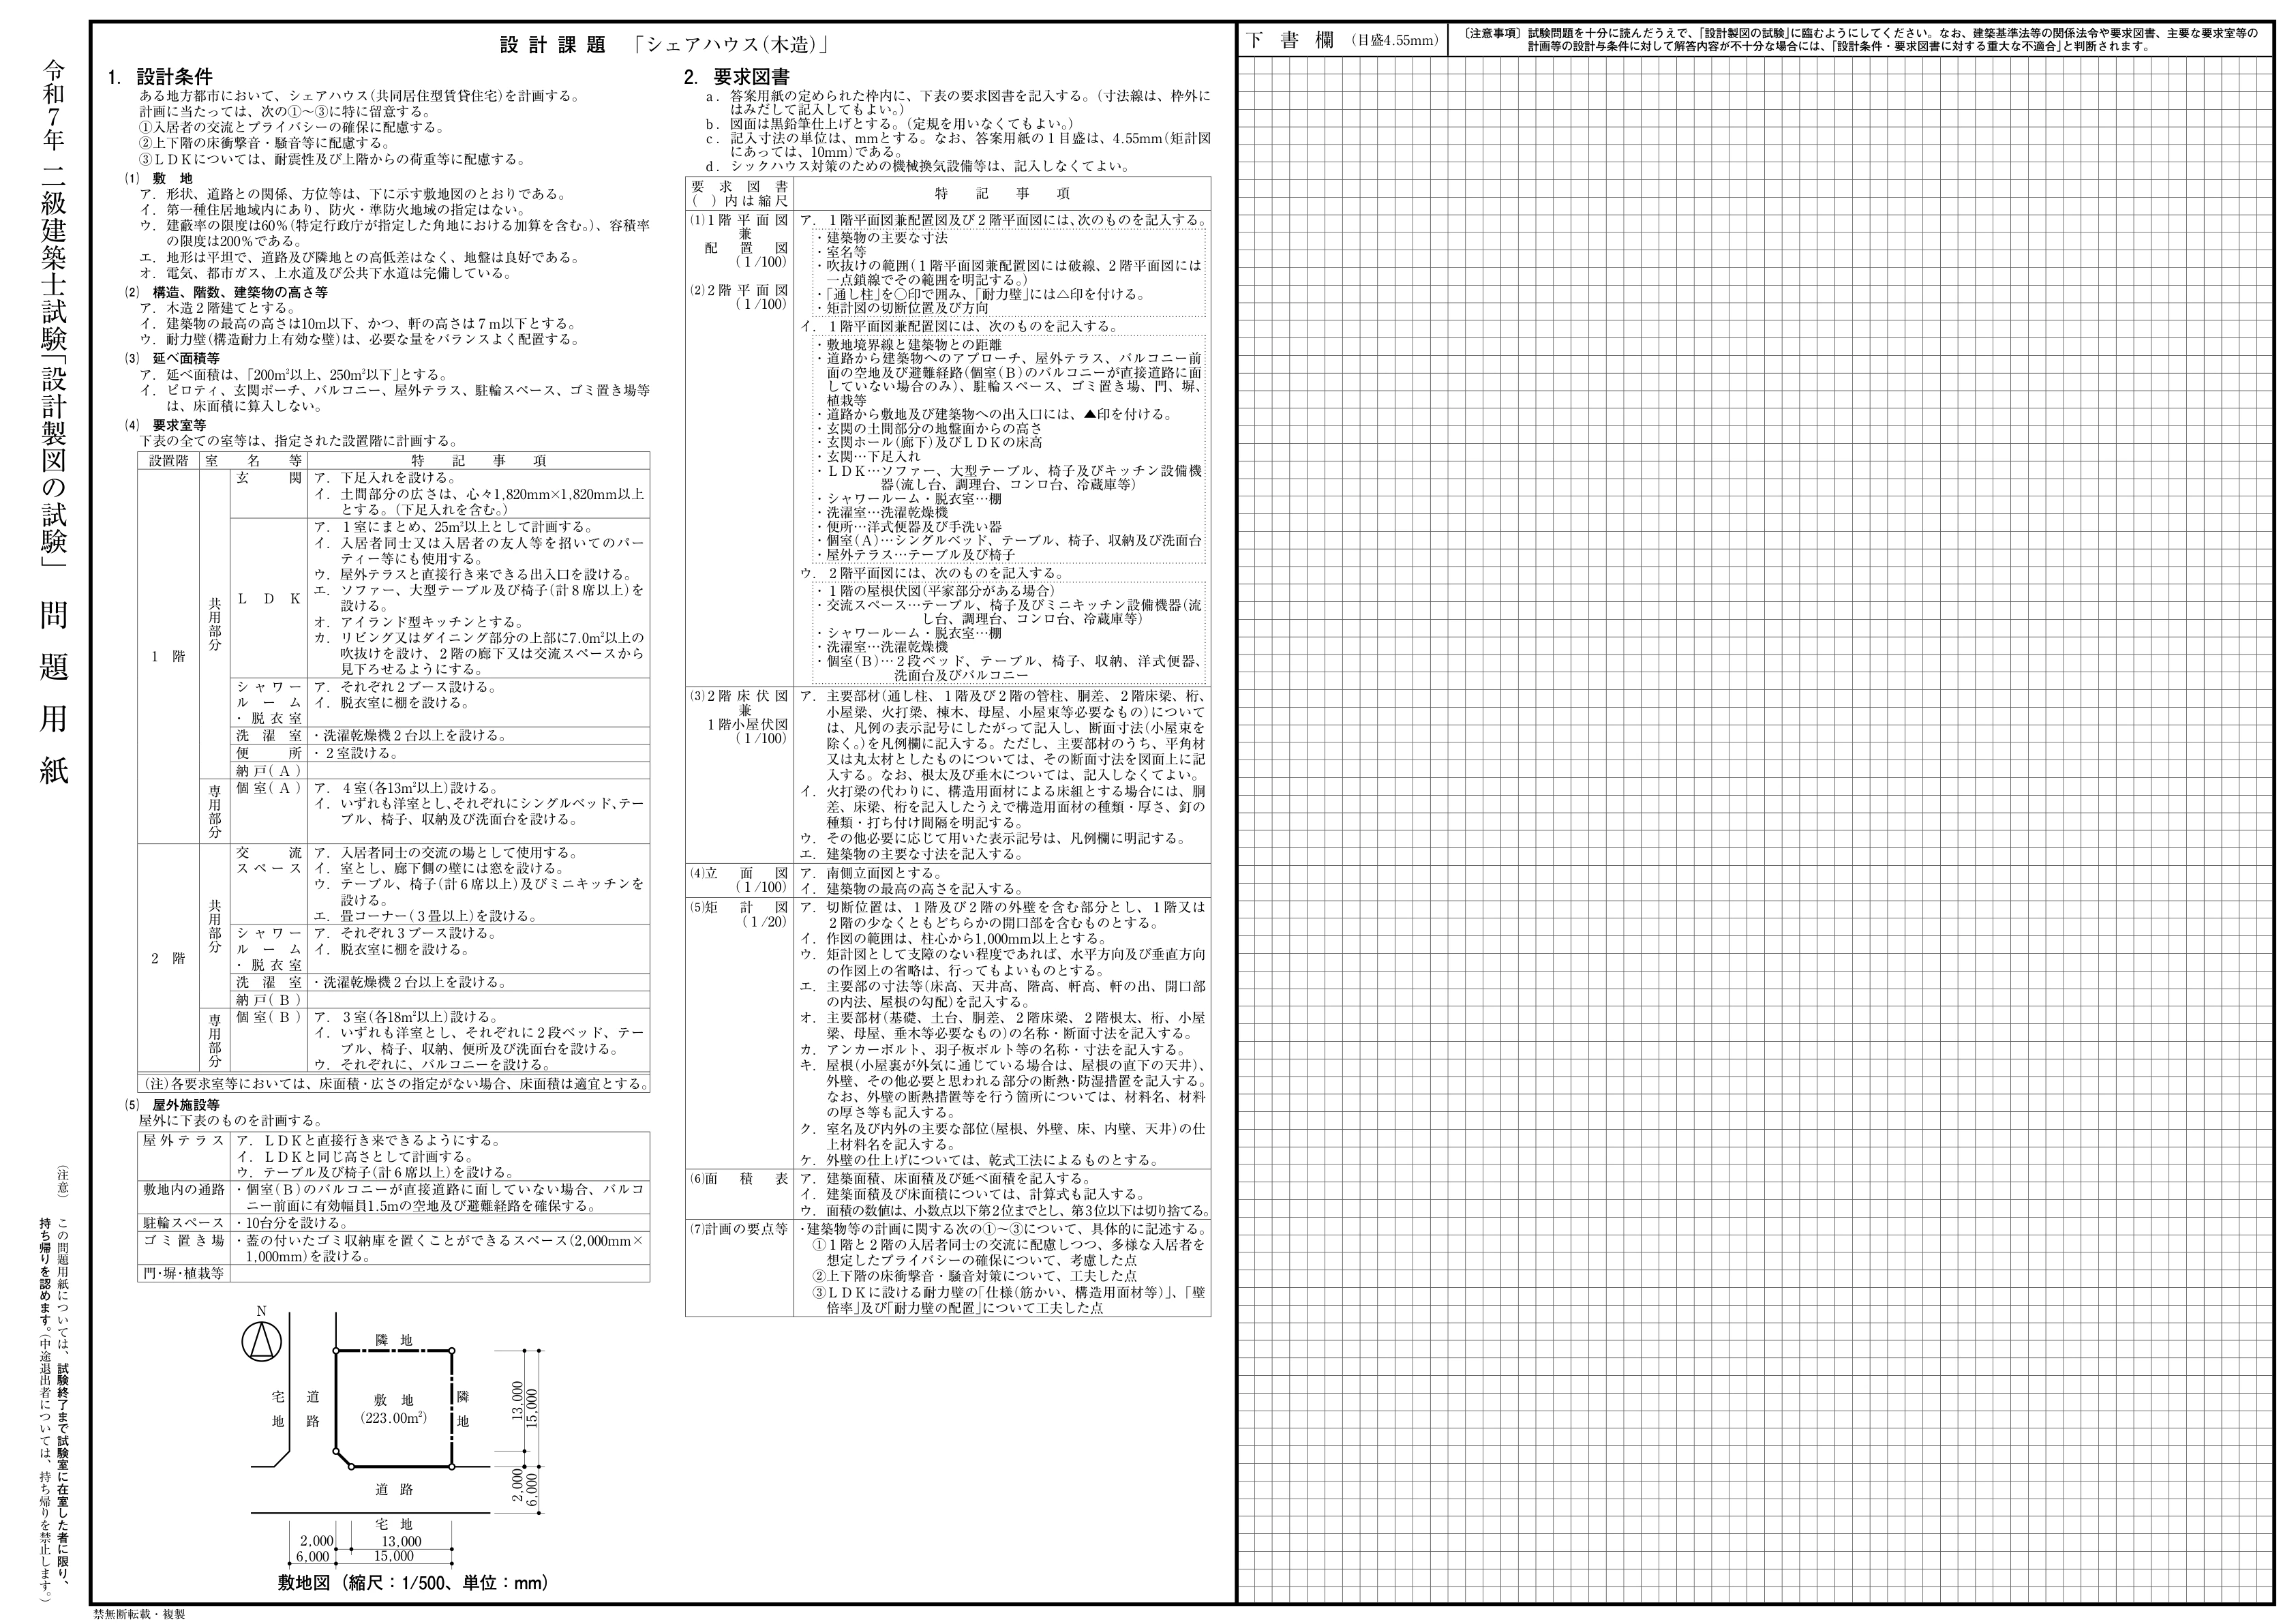 令和７年 二級建築士試験「設計製図の試験」 問題用紙
（注意） この問題用紙については、試験終了まで試験室に在室した者に限り、
持ち帰りを認めます。（中途退出者については、持ち帰りを禁止します。）
設計課題 「シェアハウス（木造）」
1. 設計条件
ある地方都市において、シェアハウス（共同居住型賃貸住宅）を計画する。
計画に当たっては、次の①～③に特に留意する。
①入居者の交流とプライバシーの確保に配慮する。
②上下階の床衝撃音・騒音等に配慮する。
③ＬＤＫについては、耐震性及び上階からの荷重等に配慮する。
(1) 敷　地
ア．形状、道路との関係、方位等は、下に示す敷地図のとおりである。
イ．第一種住居地域内にあり、防火・準防火地域の指定はない。
ウ．建蔽率の限度は60％（特定行政庁が指定した角地における加算を含む。）、容積率
の限度は200％である。
エ．地形は平坦で、道路及び隣地との高低差はなく、地盤は良好である。
オ．電気、都市ガス、上水道及び公共下水道は完備している。
(2) 構造、階数、建築物の高さ等
ア．木造２階建てとする。
イ．建築物の最高の高さは10m以下、かつ、軒の高さは７m以下とする。
ウ．耐力壁（構造耐力上有効な壁）は、必要な量をバランスよく配置する。
(3) 延べ面積等
ア．延べ面積は、「200m²以上、250m²以下」とする。
イ．ピロティ、玄関ポーチ、バルコニー、屋外テラス、駐輪スペース、ゴミ置き場等
は、床面積に算入しない。
(4) 要求室等
下表の全ての室等は、指定された設置階に計画する。
設置階 室名等 特記事項
１階
共用部分
玄関 ア．下足入れを設ける。
イ．土間部分の広さは、心々1,820mm×1,820mm以上
とする。（下足入れを含む。）
ＬＤＫ
ア．１室にまとめ、25m²以上として計画する。
イ．入居者同士又は入居者の友人等を招いてのパー
ティー等にも使用する。
ウ．屋外テラスと直接行き来できる出入口を設ける。
エ．ソファー、大型テーブル及び椅子（計８席以上）を
設ける。
オ．アイランド型キッチンとする。
カ．リビング又はダイニング部分の上部に7.0m²以上の
吹抜けを設け、２階の廊下又は交流スペースから
見下ろせるようにする。
シャワー ア．それぞれ２ブース設ける。
ルーム イ．脱衣室に棚を設ける。
・脱衣室
洗濯室 ・洗濯乾燥機２台以上を設ける。
便所 ・２室設ける。
納戸（Ａ）
専用部分
個室（Ａ） ア．４室（各13m²以上）設ける。
イ．いずれも洋室とし、それぞれにシングルベッド、テー
ブル、椅子、収納及び洗面台を設ける。
２階
共用部分
交流 ア．入居者同士の交流の場として使用する。
スペース イ．室とし、廊下側の壁には窓を設ける。
ウ．テーブル、椅子（計６席以上）及びミニキッチンを
設ける。
エ．畳コーナー（３畳以上）を設ける。
シャワー ア．それぞれ３ブース設ける。
ルーム イ．脱衣室に棚を設ける。
・脱衣室
洗濯室 ・洗濯乾燥機２台以上を設ける。
納戸（Ｂ）
専用部分
個室（Ｂ） ア．３室（各18m²以上）設ける。
イ．いずれも洋室とし、それぞれに２段ベッド、テー
ブル、椅子、収納、便所及び洗面台を設ける。
ウ．それぞれに、バルコニーを設ける。
（注）各要求室等においては、床面積・広さの指定がない場合、床面積は適宜とする。
(5) 屋外施設等
屋外に下表のものを計画する。
屋外テラス ア．ＬＤＫと直接行き来できるようにする。
イ．ＬＤＫと同じ高さとして計画する。
ウ．テーブル及び椅子（計６席以上）を設ける。
敷地内の通路 ・個室（Ｂ）のバルコニーが直接道路に面していない場合、バルコ
ニー前面に有効幅員1.5mの空地及び避難経路を確保する。
駐輪スペース ・10台分を設ける。
ゴミ置き場 ・蓋の付いたゴミ収納庫を置くことができるスペース（2,000mm×
1,000mm）を設ける。
門・塀・植栽等
N
隣地
宅地
道路
敷地
(223.00m²)
隣地
13,000
15,000
道路
2,000
6,000
宅地
2,000 13,000
6,000 15,000
敷地図（縮尺：1/500、単位：mm）
禁無断転載・複製
2. 要求図書
ａ．答案用紙の定められた枠内に、下表の要求図書を記入する。（寸法線は、枠外に
はみだして記入してもよい。）
ｂ．図面は黒鉛筆仕上げとする。（定規を用いなくてもよい。）
ｃ．記入寸法の単位は、mmとする。なお、答案用紙の１目盛は、4.55mm（矩計図
にあっては、10mm）である。
ｄ．シックハウス対策のための機械換気設備等は、記入しなくてよい。
要求図書
（　）内は縮尺
特記事項
(1)１階平面図
兼
配置図
（１/100）
(2)２階平面図
（１/100）
ア．１階平面図兼配置図及び２階平面図には、次のものを記入する。
・建築物の主要な寸法
・室名等
・吹抜けの範囲（１階平面図兼配置図には破線、２階平面図には
一点鎖線でその範囲を明記する。）
・「通し柱」を○印で囲み、「耐力壁」には△印を付ける。
・矩計図の切断位置及び方向
イ．１階平面図兼配置図には、次のものを記入する。
・敷地境界線と建築物との距離
・道路から建築物へのアプローチ、屋外テラス、バルコニー前
面の空地及び避難経路（個室（Ｂ）のバルコニーが直接道路に面
していない場合のみ）、駐輪スペース、ゴミ置き場、門、塀、
植栽等
・道路から敷地及び建築物への出入口には、▲印を付ける。
・玄関の土間部分の地盤面からの高さ
・玄関ホール（廊下）及びＬＤＫの床高
・玄関…下足入れ
・ＬＤＫ…ソファー、大型テーブル、椅子及びキッチン設備機
器（流し台、調理台、コンロ台、冷蔵庫等）
・シャワールーム・脱衣室…棚
・洗濯室…洗濯乾燥機
・便所…洋式便器及び手洗い器
・個室（Ａ）…シングルベッド、テーブル、椅子、収納及び洗面台
・屋外テラス…テーブル及び椅子
ウ．２階平面図には、次のものを記入する。
・１階の屋根伏図（平家部分がある場合）
・交流スペース…テーブル、椅子及びミニキッチン設備機器（流
し台、調理台、コンロ台、冷蔵庫等）
・シャワールーム・脱衣室…棚
・洗濯室…洗濯乾燥機
・個室（Ｂ）…２段ベッド、テーブル、椅子、収納、洋式便器、
洗面台及びバルコニー
(3)２階床伏図
兼
１階小屋伏図
（１/100）
ア．主要部材（通し柱、１階及び２階の管柱、胴差、２階床梁、桁、
小屋梁、火打梁、棟木、母屋、小屋束等必要なもの）について
は、凡例の表示記号にしたがって記入し、断面寸法（小屋束を
除く。）を凡例欄に記入する。ただし、主要部材のうち、平角材
又は丸太材としたものについては、その断面寸法を図面上に記
入する。なお、根太及び垂木については、記入しなくてよい。
イ．火打梁の代わりに、構造用面材による床組とする場合には、胴
差、床梁、桁を記入したうえで構造用面材の種類・厚さ、釘の
種類・打ち付け間隔を明記する。
ウ．その他必要に応じて用いた表示記号は、凡例欄に明記する。
エ．建築物の主要な寸法を記入する。
(4)立面図
（１/100）
ア．南側立面図とする。
イ．建築物の最高の高さを記入する。
(5)矩計図
（１/20）
ア．切断位置は、１階及び２階の外壁を含む部分とし、１階又は
２階の少なくともどちらかの開口部を含むものとする。
イ．作図の範囲は、柱心から1,000mm以上とする。
ウ．矩計図として支障のない程度であれば、水平方向及び垂直方向
の作図上の省略は、行ってもよいものとする。
エ．主要部の寸法等（床高、天井高、階高、軒高、軒の出、開口部
の内法、屋根の勾配）を記入する。
オ．主要部材（基礎、土台、胴差、２階床梁、２階根太、桁、小屋
梁、母屋、垂木等必要なもの）の名称・断面寸法を記入する。
カ．アンカーボルト、羽子板ボルト等の名称・寸法を記入する。
キ．屋根（小屋裏が外気に通じている場合は、屋根の直下の天井）、
外壁、その他必要と思われる部分の断熱・防湿措置を記入する。
なお、外壁の断熱措置等を行う箇所については、材料名、材料
の厚さ等も記入する。
ク．室名及び内外の主要な部位（屋根、外壁、床、内壁、天井）の仕
上材料名を記入する。
ケ．外壁の仕上げについては、乾式工法によるものとする。
(6)面積表
ア．建築面積、床面積及び延べ面積を記入する。
イ．建築面積及び床面積については、計算式も記入する。
ウ．面積の数値は、小数点以下第2位までとし、第3位以下は切り捨てる。
(7)計画の要点等
・建築物等の計画に関する次の①～③について、具体的に記述する。
①１階と２階の入居者同士の交流に配慮しつつ、多様な入居者を
想定したプライバシーの確保について、考慮した点
②上下階の床衝撃音・騒音対策について、工夫した点
③ＬＤＫに設ける耐力壁の「仕様（筋かい、構造用面材等）」、「壁
倍率」及び「耐力壁の配置」について工夫した点
下書欄 （目盛4.55mm）
〔注意事項〕試験問題を十分に読んだうえで、「設計製図の試験」に臨むようにしてください。なお、建築基準法等の関係法令や要求図書、主要な要求室等の
計画等の設計与条件に対して解答内容が不十分な場合には、「設計条件・要求図書に対する重大な不適合」と判断されます。